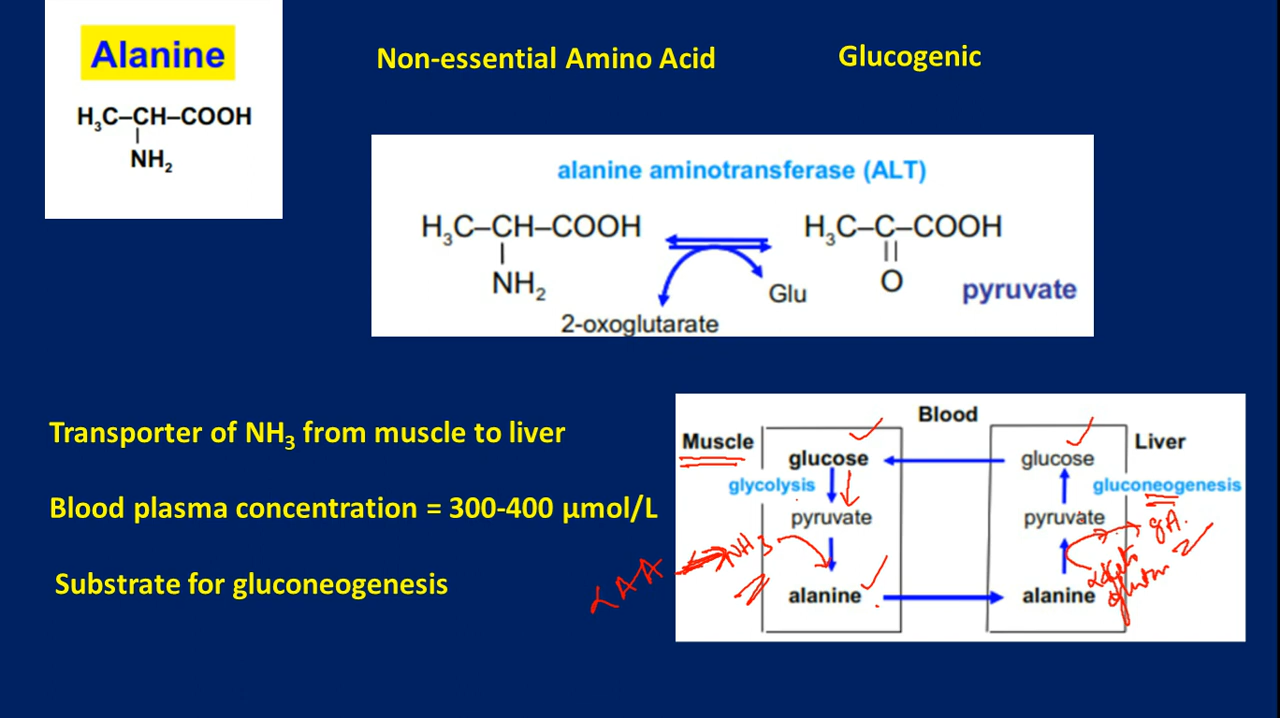 Alanine
H₃C–CH–COOH
NH₂
Non-essential Amino Acid
Glucogenic
alanine aminotransferase (ALT)
H₃C–CH–COOH
NH₂
2-oxoglutarate
Glu
H₃C–C–COOH
O
pyruvate
Transporter of NH₃ from muscle to liver
Blood plasma concentration = 300-400 µmol/L
Substrate for gluconeogenesis
Blood
Muscle
glucose
glycolysis
pyruvate
NH3
αAA
alanine
Liver
glucose
gluconeogenesis
pyruvate
alanine